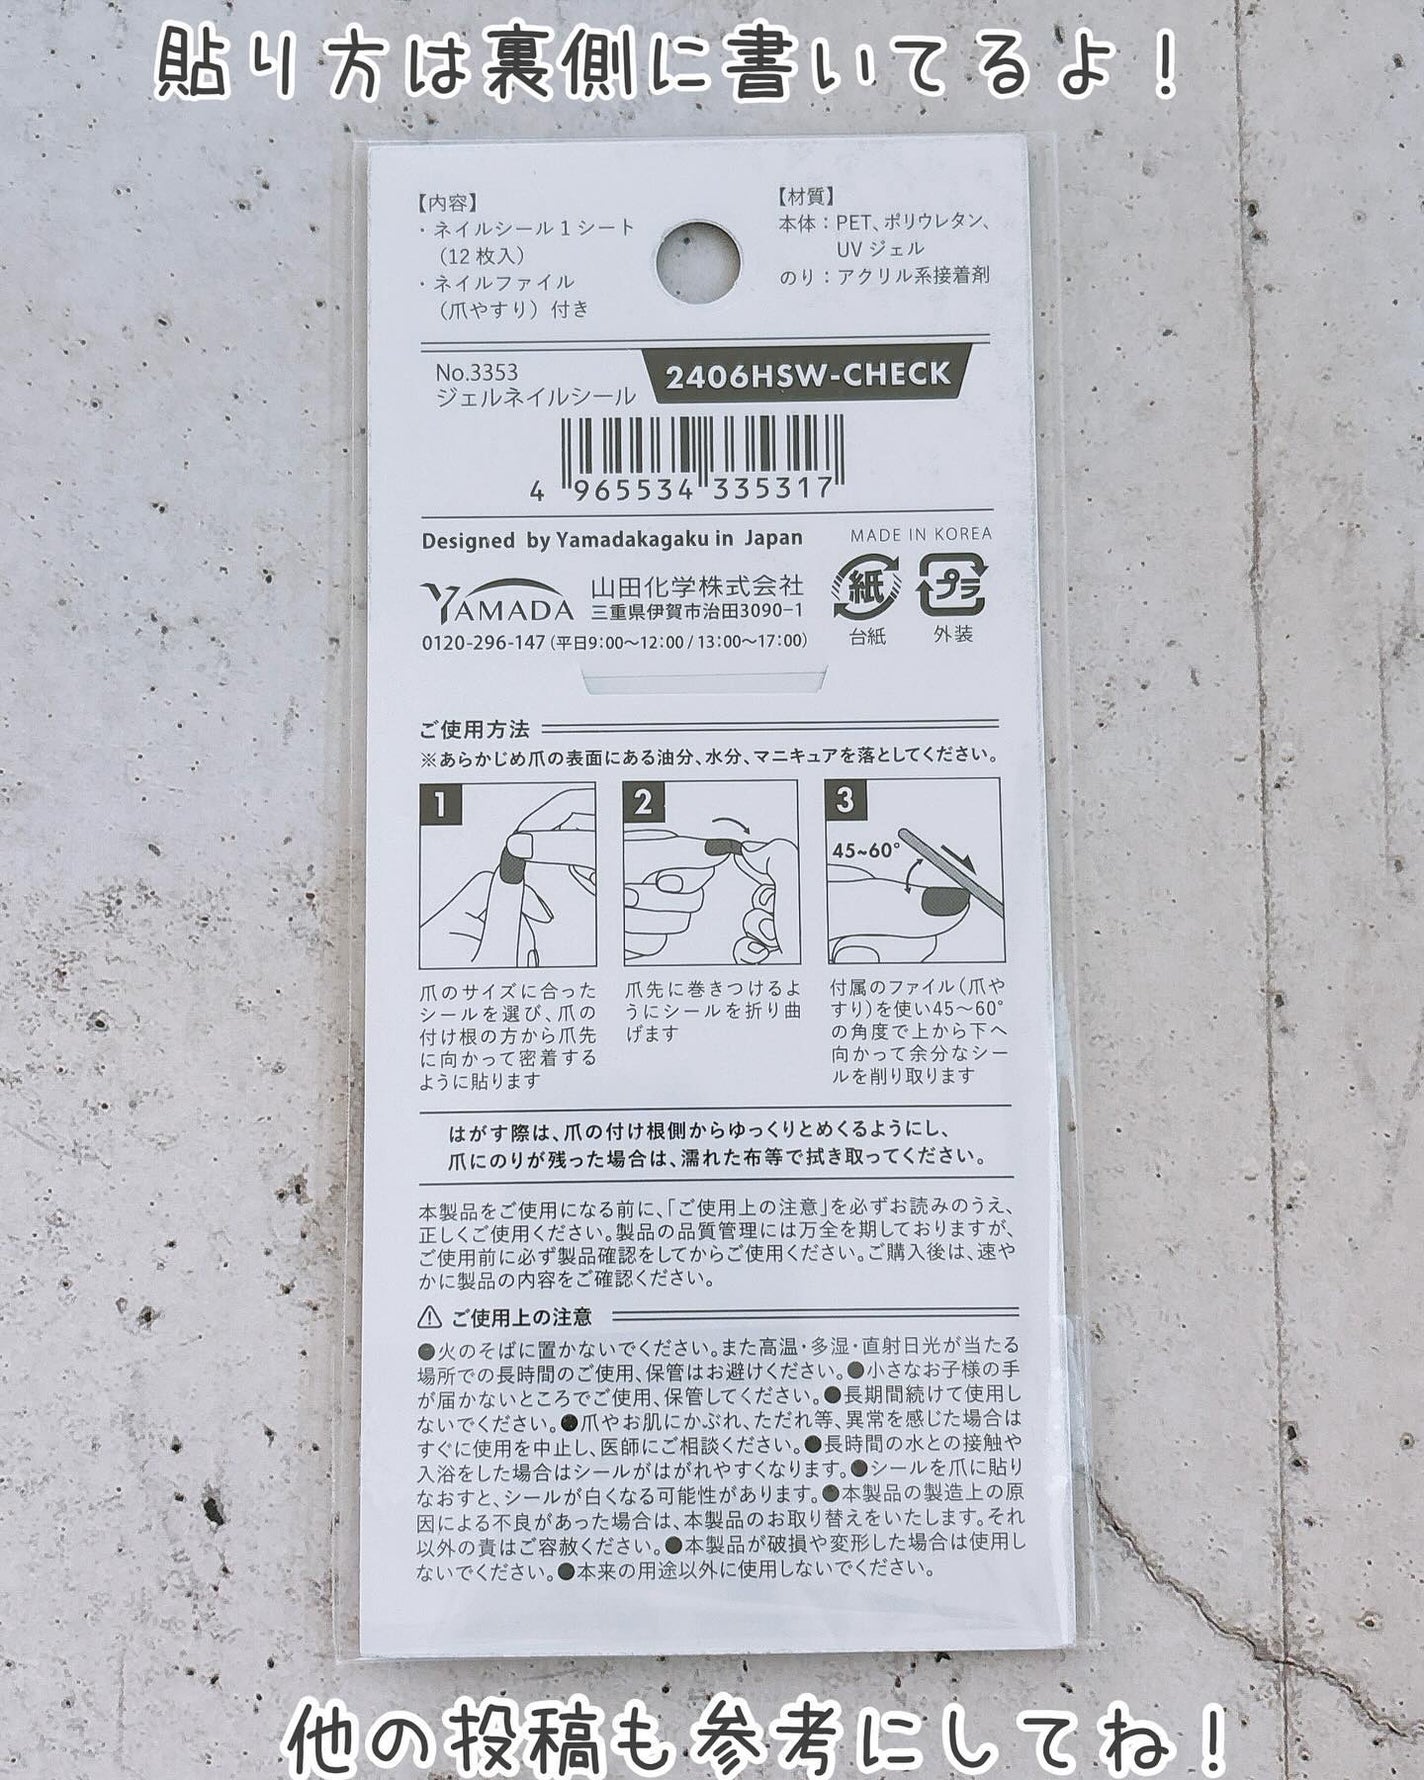 貼り方は裏側に書いてるよ！
【内容】
・ネイルシール1シート
（12枚入）
・ネイルファイル
（爪やすり）付き
【材質】
本体：PET、ポリウレタン、
UVジェル
のり：アクリル系接着剤
No.3353
ジェルネイルシール
2406HSW-CHECK
4 965534 335317
Designed by Yamadakagaku in Japan
MADE IN KOREA
YAMADA
山田化学株式会社
三重県伊賀市治田3090-1
0120-296-147（平日9:00～12:00 / 13:00～17:00）
紙
台紙
プラ
外装
ご使用方法
※あらかじめ爪の表面にある油分、水分、マニキュアを落としてください。
1
爪のサイズに合った
シールを選び、爪の
付け根の方から爪先
に向かって密着する
ように貼ります
2
爪先に巻きつけるよ
うにシールを折り曲
げます
3
45~60°
付属のファイル（爪や
すり）を使い45～60°
の角度で上から下へ
向かって余分なシー
ルを削り取ります
はがす際は、爪の付け根側からゆっくりとめくるようにし、
爪にのりが残った場合は、濡れた布等で拭き取ってください。
本製品をご使用になる前に、「ご使用上の注意」を必ずお読みのうえ、
正しくご使用ください。製品の品質管理には万全を期しておりますが、
ご使用前に必ず製品確認をしてからご使用ください。ご購入後は、速や
かに製品の内容をご確認ください。
⚠ ご使用上の注意
●火のそばに置かないでください。また高温・多湿・直射日光が当たる
場所での長時間のご使用、保管はお避けください。●小さなお子様の手
が届かないところでご使用、保管してください。●長期間続けて使用し
ないでください。●爪やお肌にかぶれ、ただれ等、異常を感じた場合は
すぐに使用を中止し、医師にご相談ください。●長時間の水との接触や
入浴をした場合はシールがはがれやすくなります。●シールを爪に貼り
なおすと、シールが白くなる可能性があります。●本製品の製造上の原
因による不良があった場合は、本製品のお取り替えをいたします。それ
以外の責はご容赦ください。●本製品が破損や変形した場合は使用し
ないでください。●本来の用途以外に使用しないでください。
他の投稿も参考にしてね！